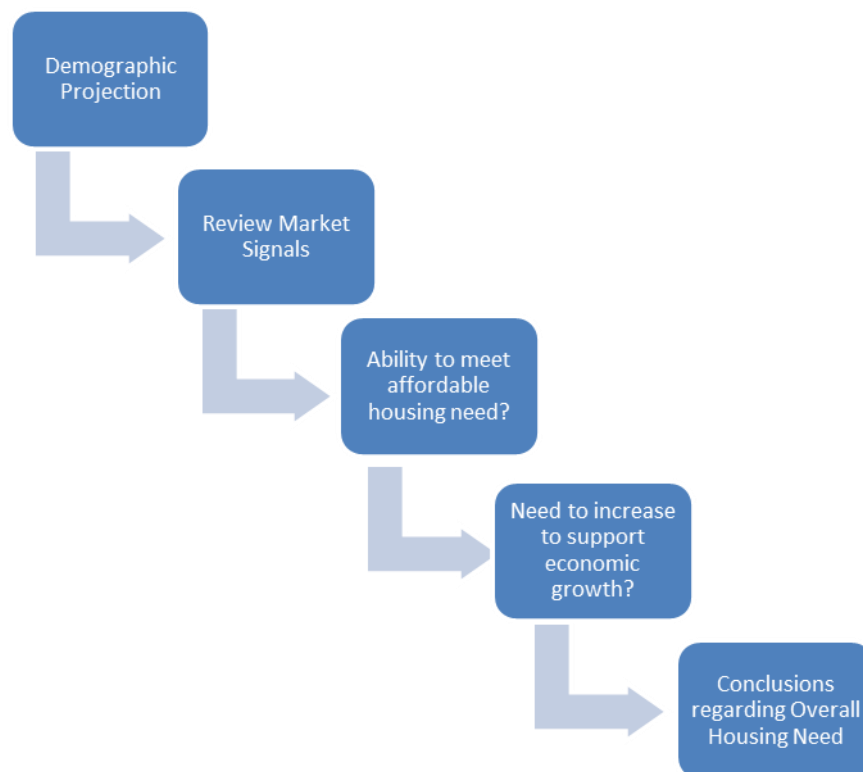 Demographic
Projection
Review Market
Signals
Ability to meet
affordable
housing need?
Need to increase
to support
economic
growth?
Conclusions
regarding Overall
Housing Need